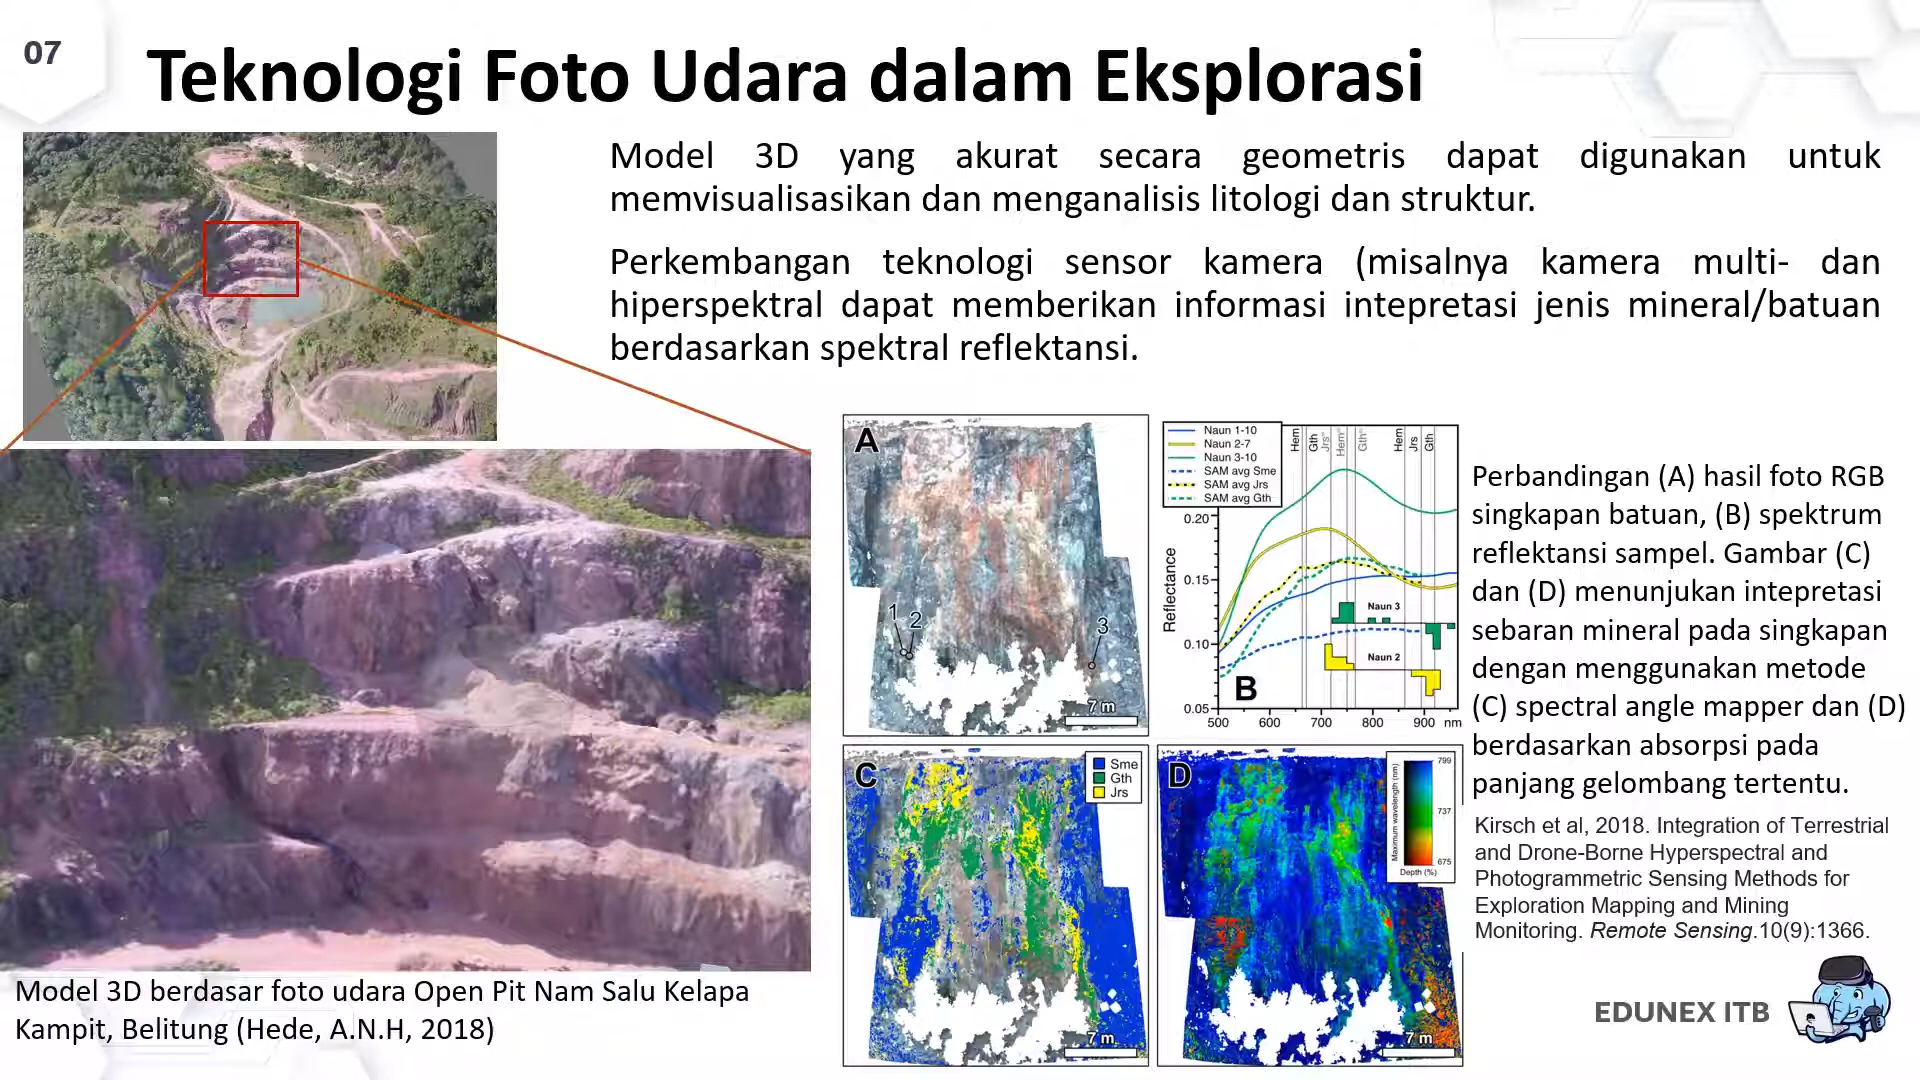 07
Teknologi Foto Udara dalam Eksplorasi
Model 3D yang akurat secara geometris dapat digunakan untuk
memvisualisasikan dan menganalisis litologi dan struktur.
Perkembangan teknologi sensor kamera (misalnya kamera multi- dan
hiperspektral dapat memberikan informasi intepretasi jenis mineral/batuan
berdasarkan spektral reflektansi.
Model 3D berdasar foto udara Open Pit Nam Salu Kelapa
Kampit, Belitung (Hede, A.N.H, 2018)
A
1
2
3
7 m
Naun 1-10
Naun 2-7
Naun 3-10
SAM avg Sme
SAM avg Jrs
SAM avg Gth
Hem
Gth
Jrs*
Hem*
Gth*
Hem
Jrs
Gth
Reflectance
0.20
0.15
0.10
0.05
Naun 3
Naun 2
B
500 600 700 800 900 nm
C
Sme
Gth
Jrs
7 m
D
Maximum wavelength (nm)
799
737
675
Depth (%)
7 m
Perbandingan (A) hasil foto RGB
singkapan batuan, (B) spektrum
reflektansi sampel. Gambar (C)
dan (D) menunjukan intepretasi
sebaran mineral pada singkapan
dengan menggunakan metode
(C) spectral angle mapper dan (D)
berdasarkan absorpsi pada
panjang gelombang tertentu.
Kirsch et al, 2018. Integration of Terrestrial
and Drone-Borne Hyperspectral and
Photogrammetric Sensing Methods for
Exploration Mapping and Mining
Monitoring. Remote Sensing.10(9):1366.
EDUNEX ITB